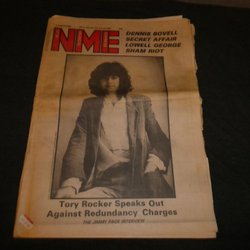 NME
DENNIS BOVELL
SECRET AFFAIR
LOWELL GEORGE
SHAM RIOT
Tory Rocker Speaks Out
Against Redundancy Charges
THE JIMMY PAGE INTERVIEW